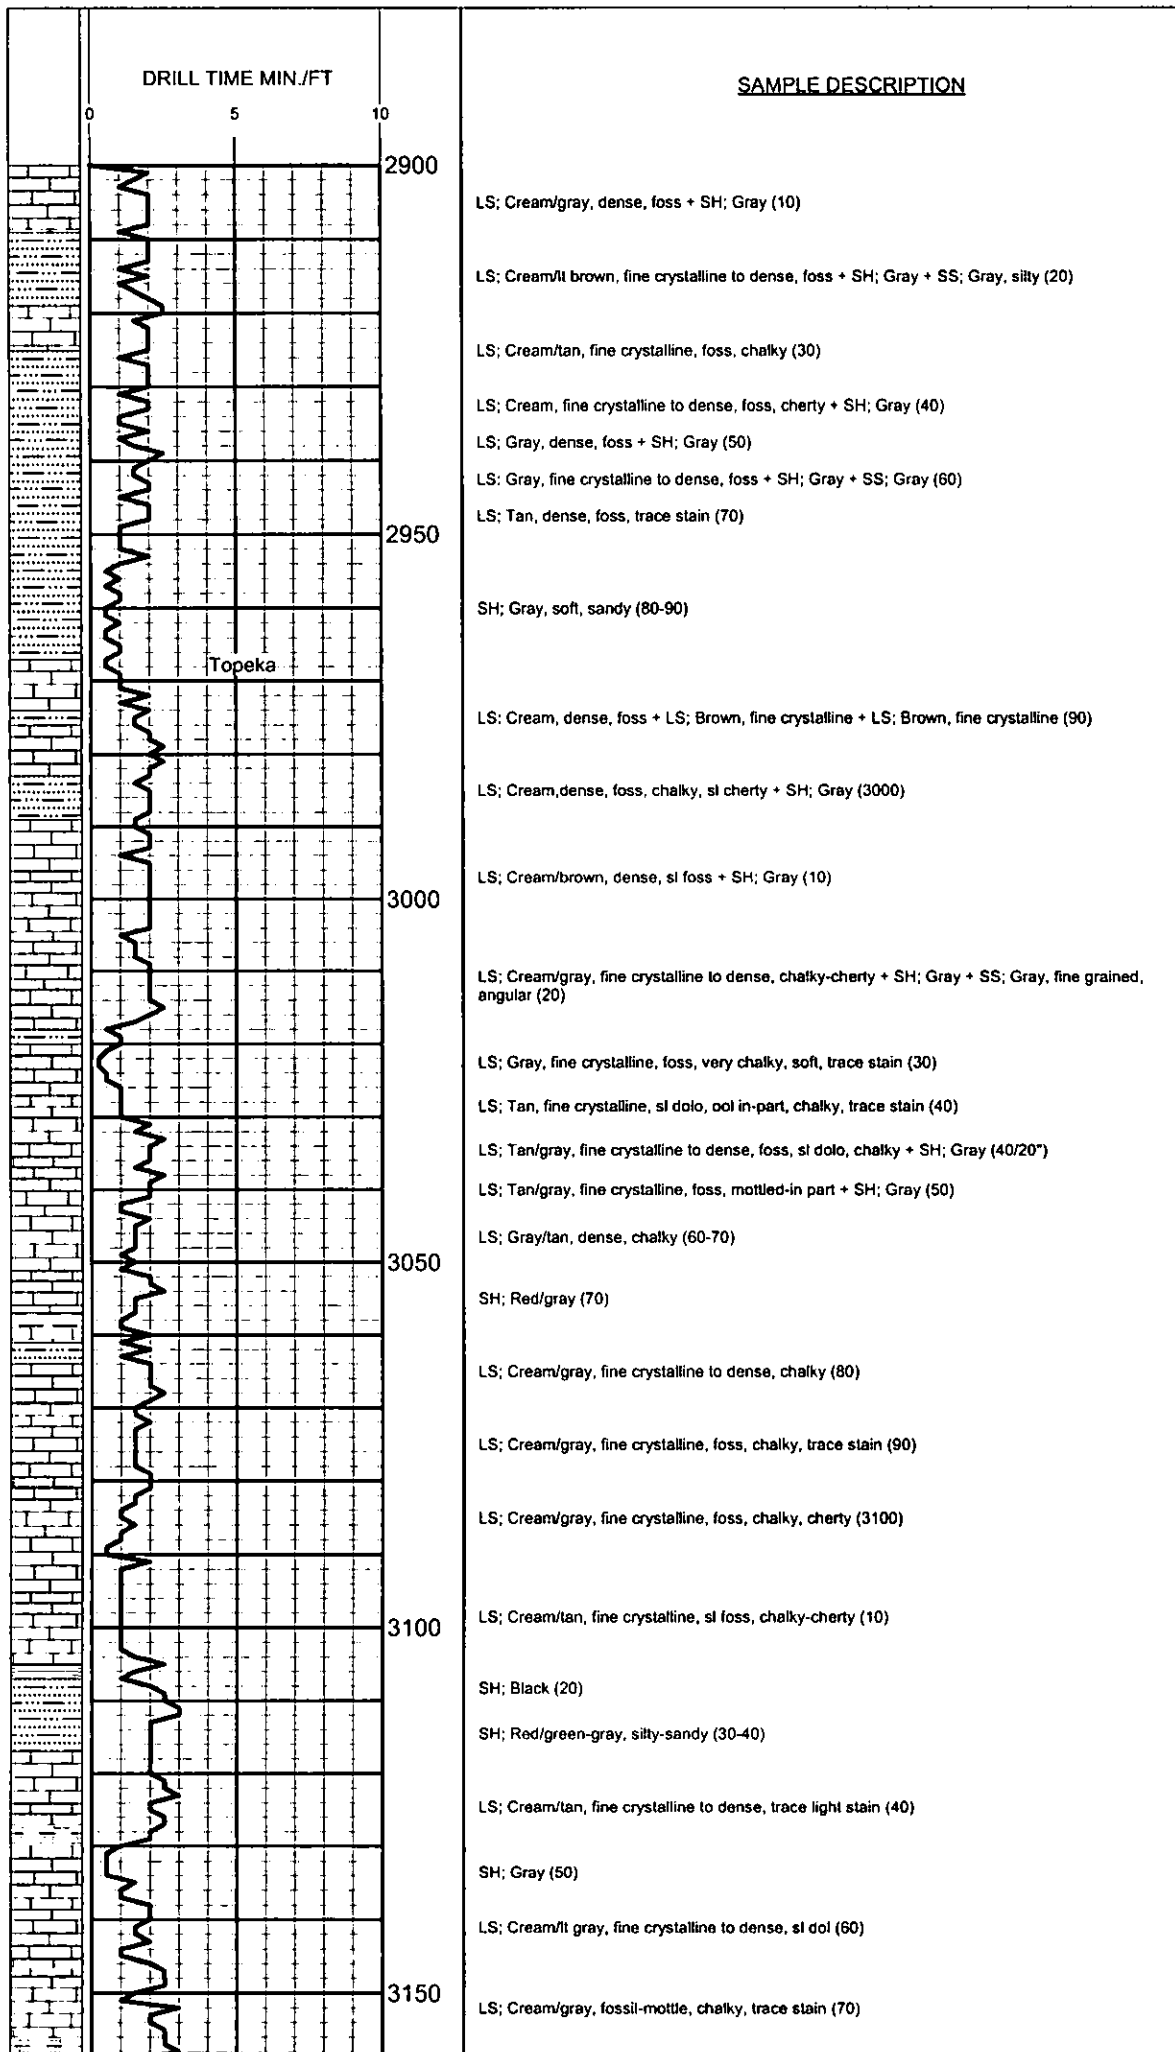 DRILL TIME MIN./FT
SAMPLE DESCRIPTION
0 5 10
2900
LS; Cream/gray, dense, foss + SH; Gray (10)
LS; Cream/lt brown, fine crystalline to dense, foss + SH; Gray + SS; Gray, silty (20)
LS; Cream/tan, fine crystalline, foss, chalky (30)
LS; Cream, fine crystalline to dense, foss, cherty + SH; Gray (40)
LS; Gray, dense, foss + SH; Gray (50)
LS: Gray, fine crystalline to dense, foss + SH; Gray + SS; Gray (60)
LS; Tan, dense, foss, trace stain (70)
2950
SH; Gray, soft, sandy (80-90)
Topeka
LS: Cream, dense, foss + LS; Brown, fine crystalline + LS; Brown, fine crystalline (90)
LS; Cream,dense, foss, chalky, sl cherty + SH; Gray (3000)
LS; Cream/brown, dense, sl foss + SH; Gray (10)
3000
LS; Cream/gray, fine crystalline to dense, chalky-cherty + SH; Gray + SS; Gray, fine grained,
angular (20)
LS; Gray, fine crystalline, foss, very chalky, soft, trace stain (30)
LS; Tan, fine crystalline, sl dolo, ool in-part, chalky, trace stain (40)
LS; Tan/gray, fine crystalline to dense, foss, sl dolo, chalky + SH; Gray (40/20")
LS; Tan/gray, fine crystalline, foss, mottled-in part + SH; Gray (50)
LS; Gray/tan, dense, chalky (60-70)
3050
SH; Red/gray (70)
LS; Cream/gray, fine crystalline to dense, chalky (80)
LS; Cream/gray, fine crystalline, foss, chalky, trace stain (90)
LS; Cream/gray, fine crystalline, foss, chalky, cherty (3100)
LS; Cream/tan, fine crystalline, sl foss, chalky-cherty (10)
3100
SH; Black (20)
SH; Red/green-gray, silty-sandy (30-40)
LS; Cream/tan, fine crystalline to dense, trace light stain (40)
SH; Gray (50)
LS; Cream/lt gray, fine crystalline to dense, sl dol (60)
3150
LS; Cream/gray, fossil-mottle, chalky, trace stain (70)